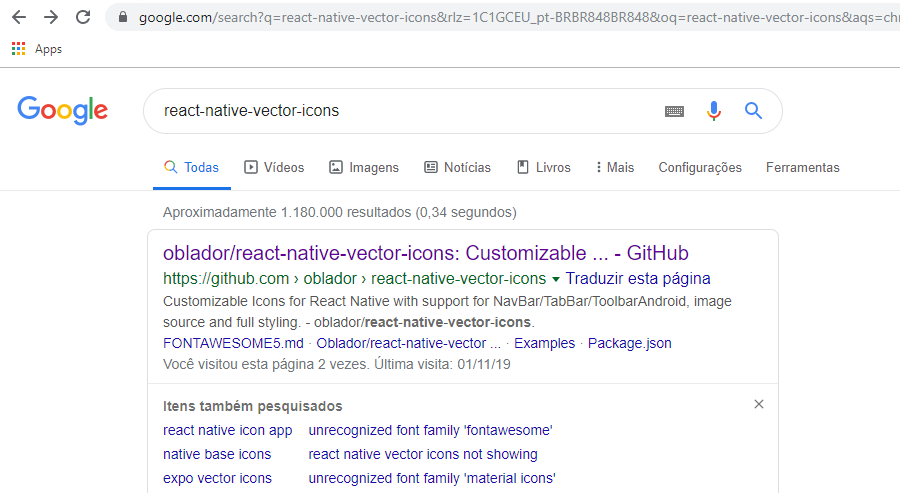 google.com/search?q=react-native-vector-icons&rlz=1C1GCEU_pt-BRBR848BR848&oq=react-native-vector-icons&aqs=chr
Apps
Google
react-native-vector-icons
Todas Vídeos Imagens Notícias Livros Mais Configurações Ferramentas
Aproximadamente 1.180.000 resultados (0,34 segundos)
oblador/react-native-vector-icons: Customizable ... - GitHub
https://github.com › oblador › react-native-vector-icons Traduzir esta página
Customizable Icons for React Native with support for NavBar/TabBar/ToolbarAndroid, image
source and full styling. - oblador/react-native-vector-icons.
FONTAWESOME5.md · Oblador/react-native-vector ... · Examples · Package.json
Você visitou esta página 2 vezes. Última visita: 01/11/19
Itens também pesquisados
react native icon app unrecognized font family 'fontawesome'
native base icons react native vector icons not showing
expo vector icons unrecognized font family 'material icons'